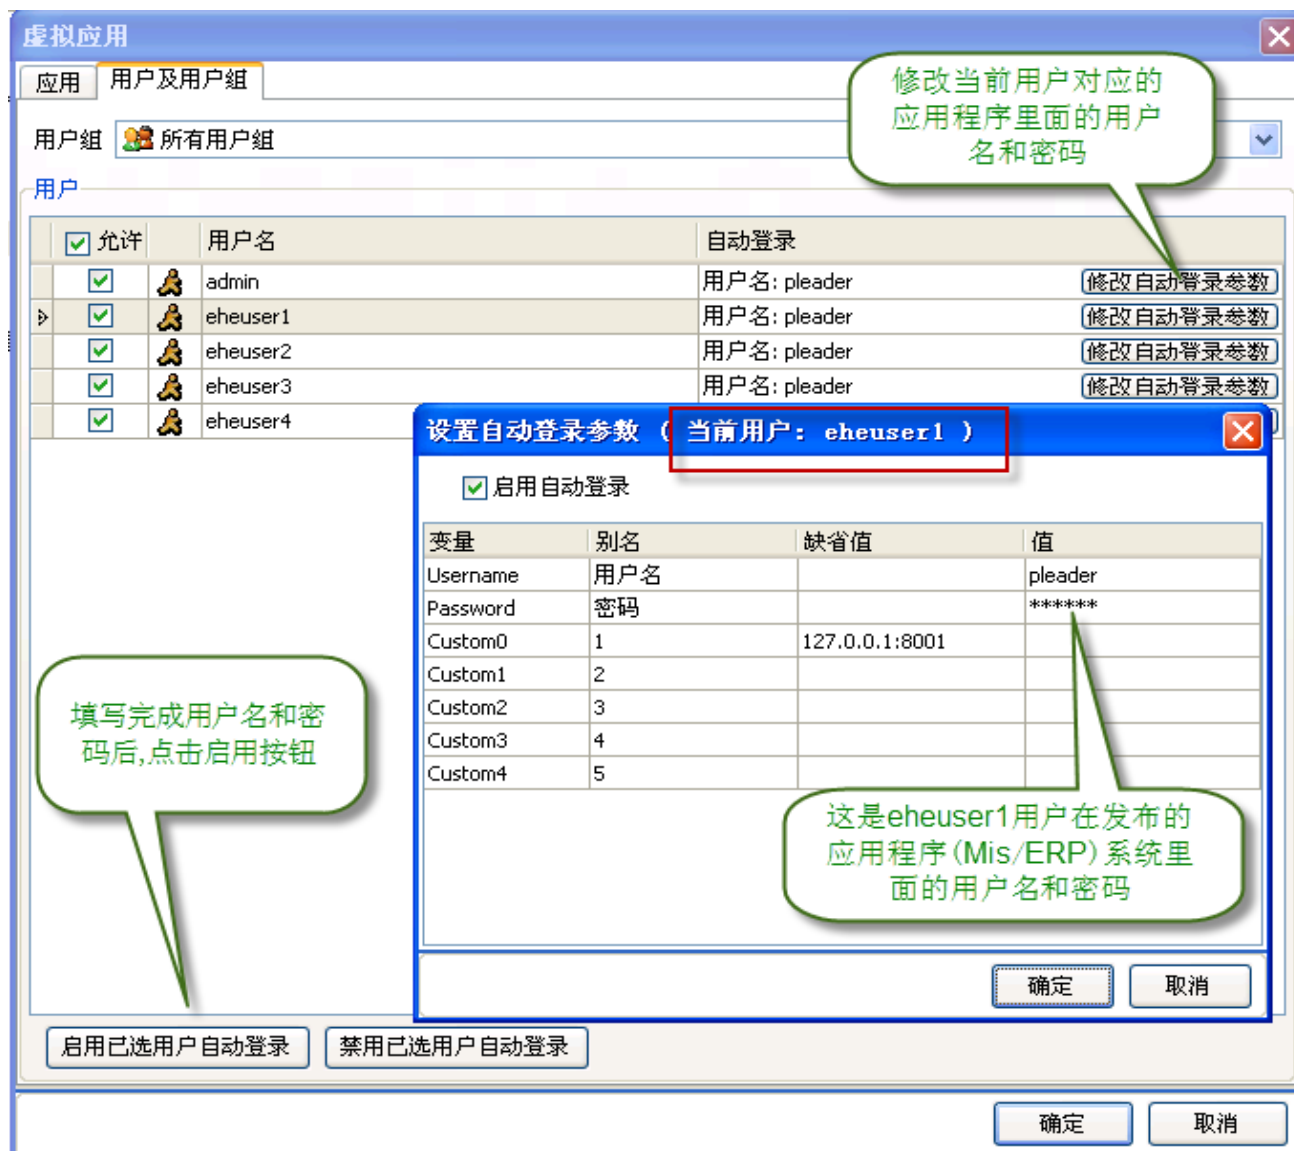 虚拟应用
应用 用户及用户组
修改当前用户对应的
应用程序里面的用户
名和密码
用户组 所有用户组
用户
允许 用户名 自动登录
admin 用户名: pleader 修改自动登录参数
eheuser1 用户名: pleader 修改自动登录参数
eheuser2 用户名: pleader 修改自动登录参数
eheuser3 用户名: pleader 修改自动登录参数
eheuser4
设置自动登录参数 ( 当前用户: eheuser1 )
启用自动登录
变量 别名 缺省值 值
Username 用户名 pleader
Password 密码 ******
Custom0 1 127.0.0.1:8001
Custom1 2
Custom2 3
Custom3 4
Custom4 5
填写完成用户名和密
码后,点击启用按钮
这是eheuser1用户在发布的
应用程序(Mis/ERP)系统里
面的用户名和密码
确定 取消
启用已选用户自动登录 禁用已选用户自动登录
确定 取消